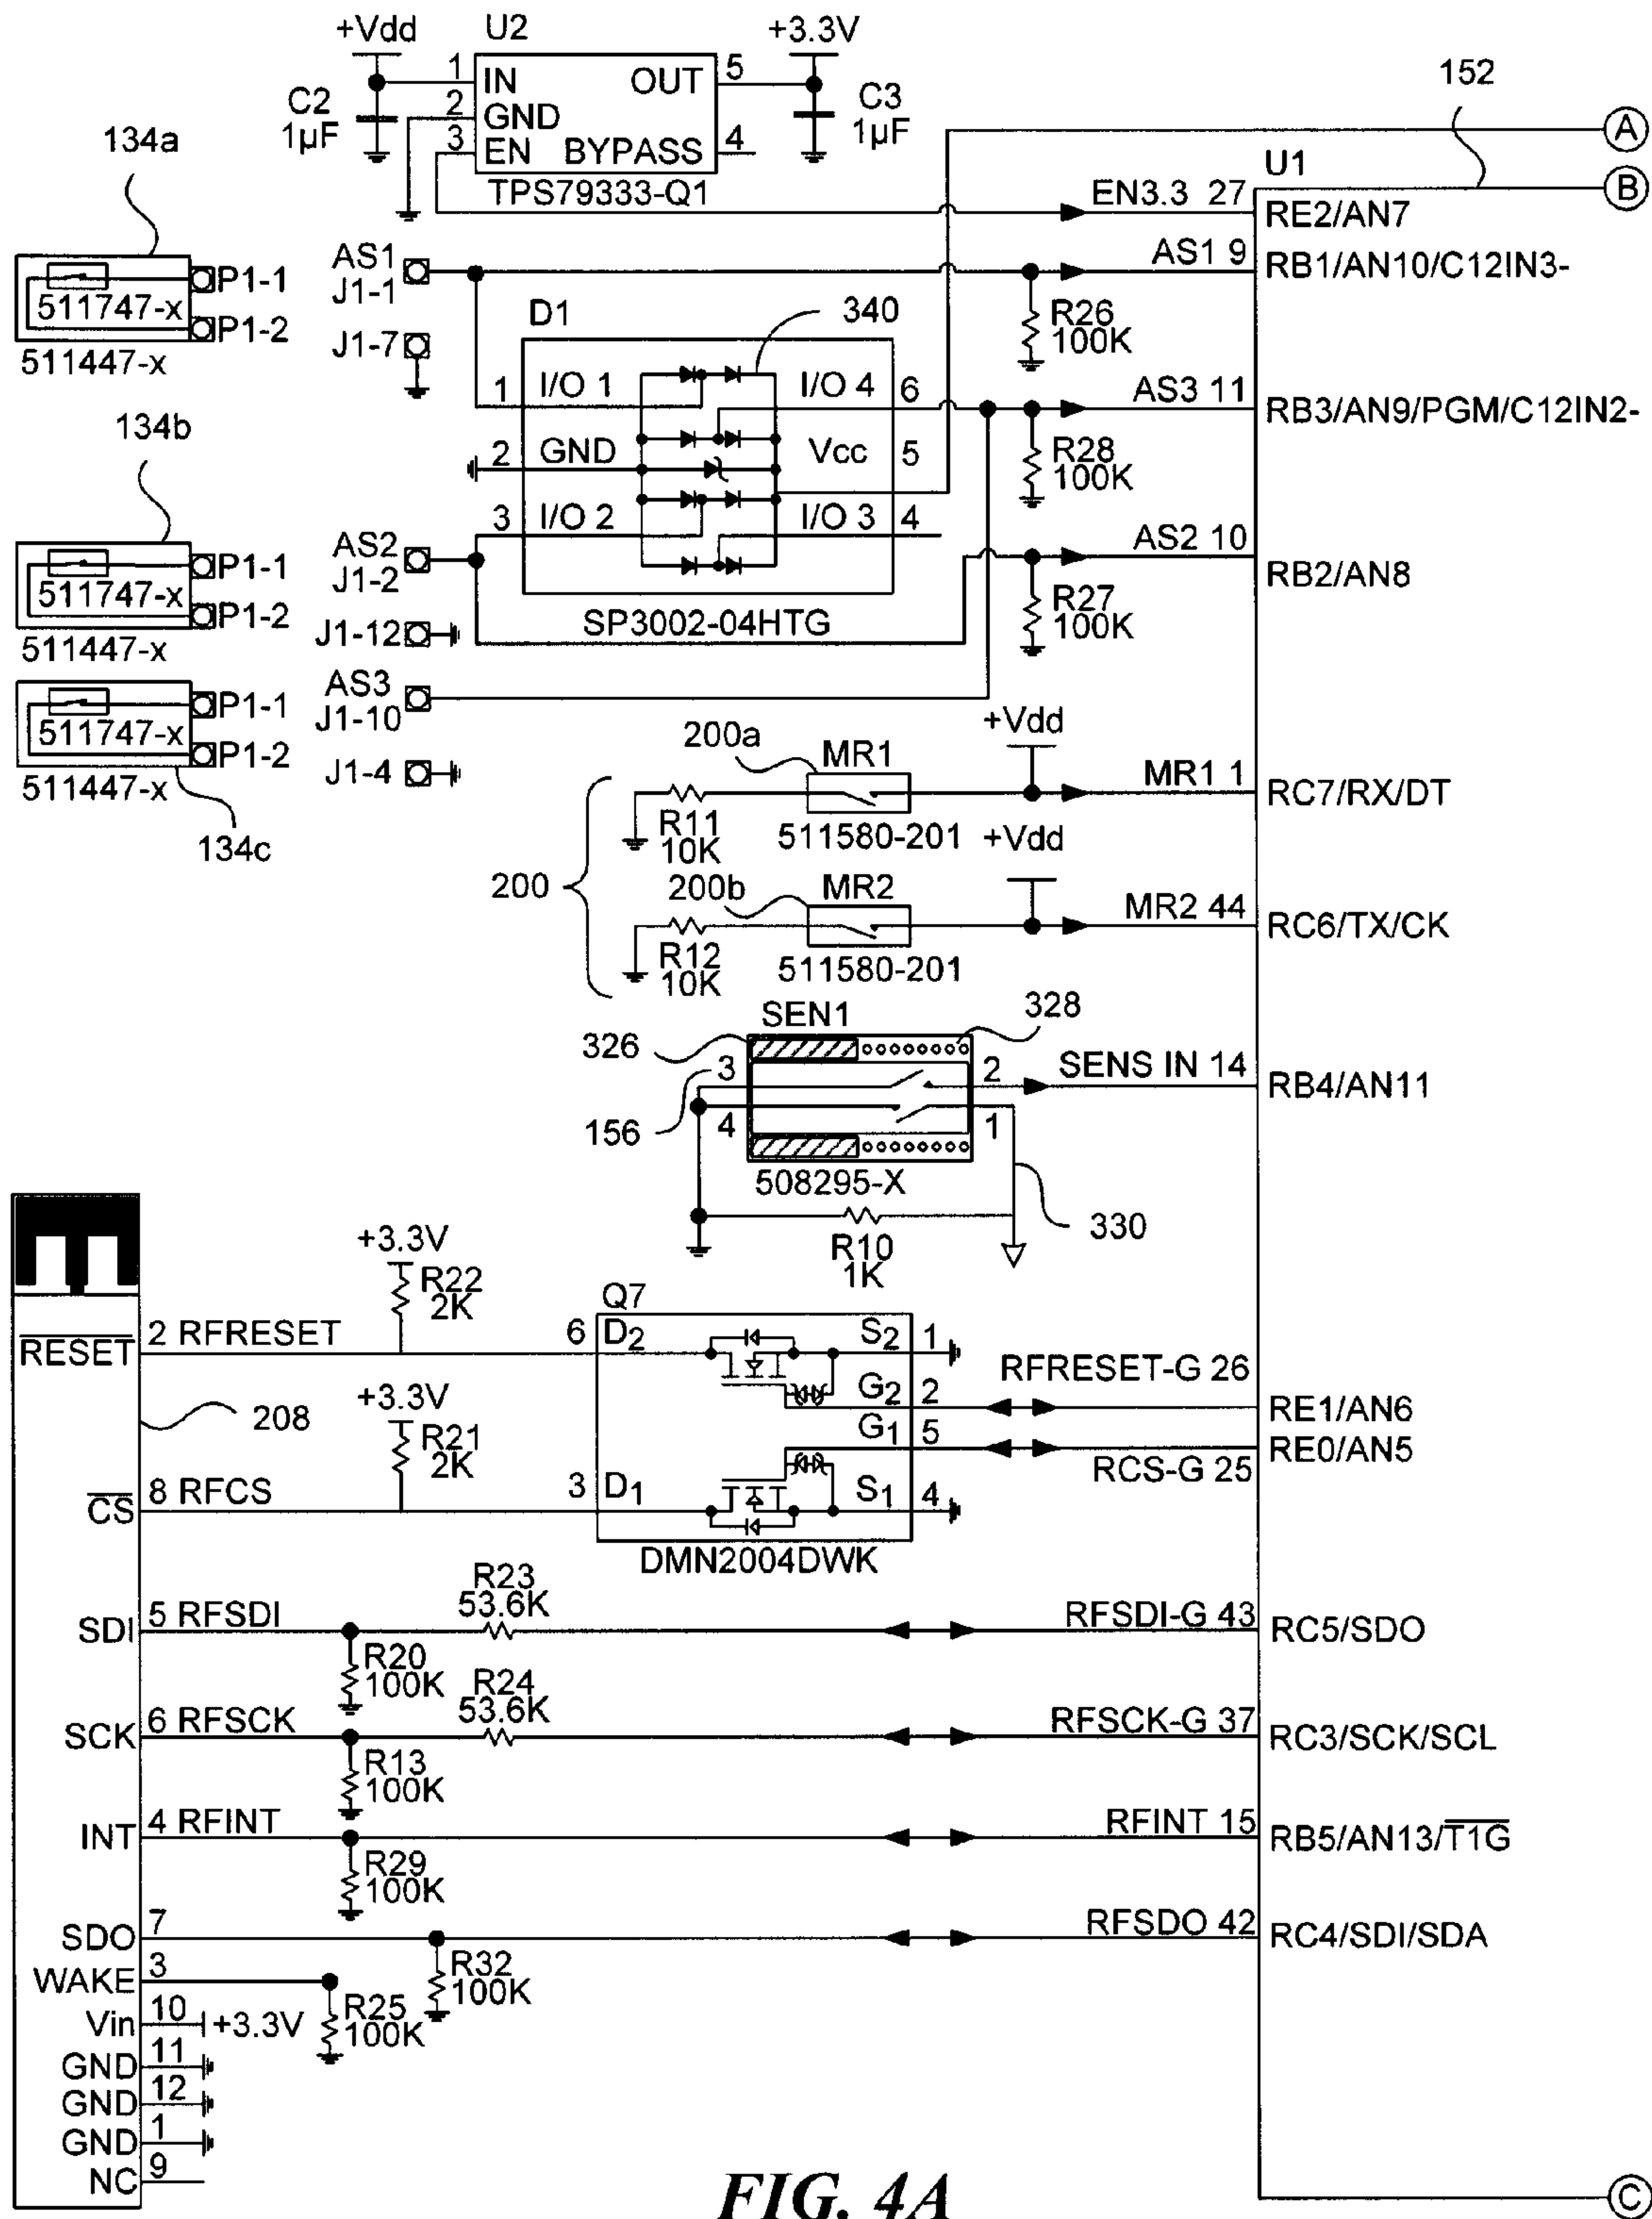 +Vdd
U2
+3.3V
1
IN
OUT
5
C2
1µF
2
GND
C3
1µF
3
EN
BYPASS
4
TPS79333-Q1
152
A
U1
B
134a
EN3.3 27
RE2/AN7
P1-1
511747-x
P1-2
511447-x
AS1
J1-1
J1-7
AS1 9
RB1/AN10/C12IN3-
R26
100K
D1
340
1
I/O 1
I/O 4
6
AS3 11
RB3/AN9/PGM/C12IN2-
134b
2
GND
Vcc
5
R28
100K
3
I/O 2
I/O 3
4
AS2
J1-2
AS2 10
RB2/AN8
P1-1
511747-x
P1-2
511447-x
J1-12
SP3002-04HTG
R27
100K
P1-1
511747-x
P1-2
511447-x
134c
AS3
J1-10
J1-4
200a
MR1
+Vdd
MR1 1
RC7/RX/DT
R11
10K
511580-201
+Vdd
200
200b
MR2
MR2 44
RC6/TX/CK
R12
10K
511580-201
SEN1
326
328
3
2
SENS IN 14
RB4/AN11
156
4
1
508295-X
330
R10
1K
+3.3V
R22
2K
Q7
RESET
2 RFRESET
6
D2
S2
1
RFRESET-G 26
G2
2
RE1/AN6
208
+3.3V
R21
2K
G1
5
RE0/AN5
RCS-G 25
CS
8 RFCS
3
D1
S1
4
DMN2004DWK
R23
53.6K
SDI
5 RFSDI
RFSDI-G 43
RC5/SDO
R20
100K
R24
53.6K
SCK
6 RFSCK
RFSCK-G 37
RC3/SCK/SCL
R13
100K
INT
4 RFINT
RFINT 15
RB5/AN13/T1G
R29
100K
SDO
7
RFSDO 42
RC4/SDI/SDA
R32
100K
WAKE
3
R25
100K
Vin
10
+3.3V
GND
11
GND
12
GND
1
NC
9
FIG. 4A
C